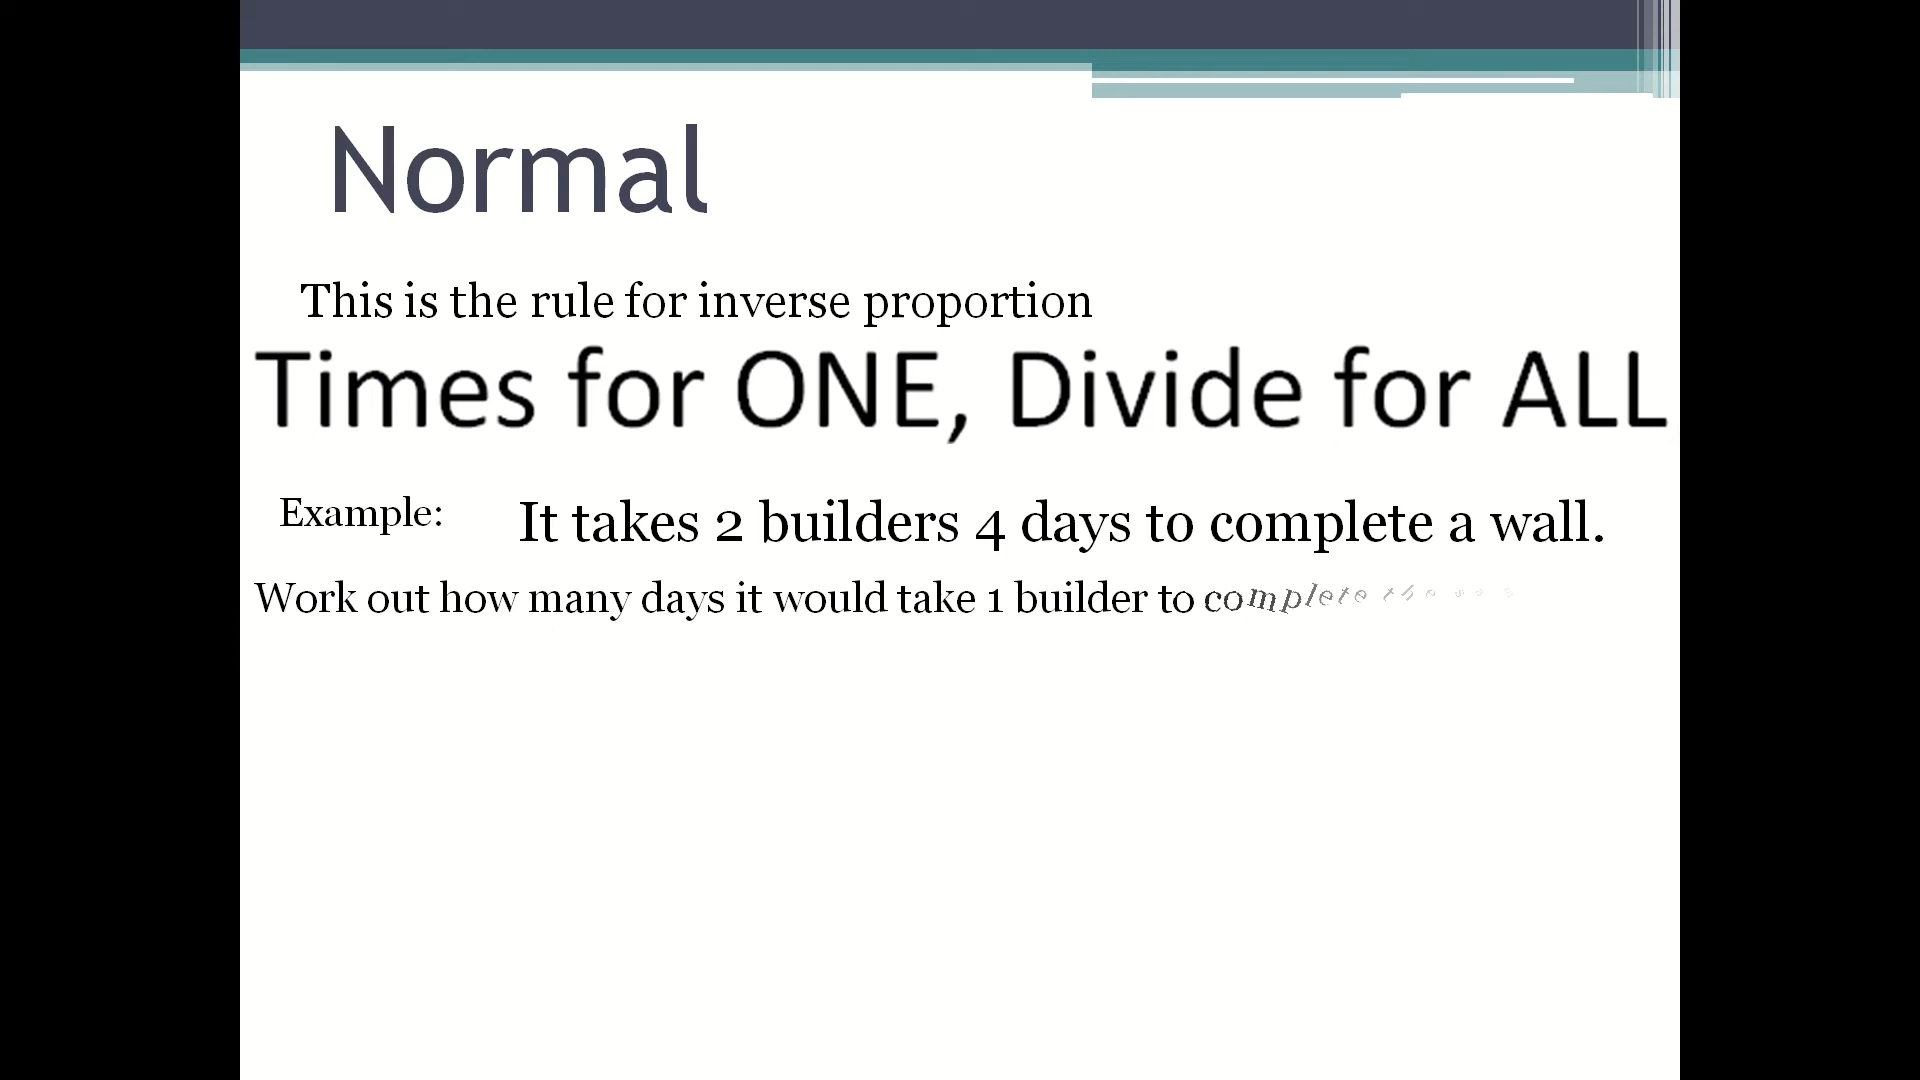 Normal
This is the rule for inverse proportion
Times for ONE, Divide for ALL
Example: It takes 2 builders 4 days to complete a wall.
Work out how many days it would take 1 builder to complete the